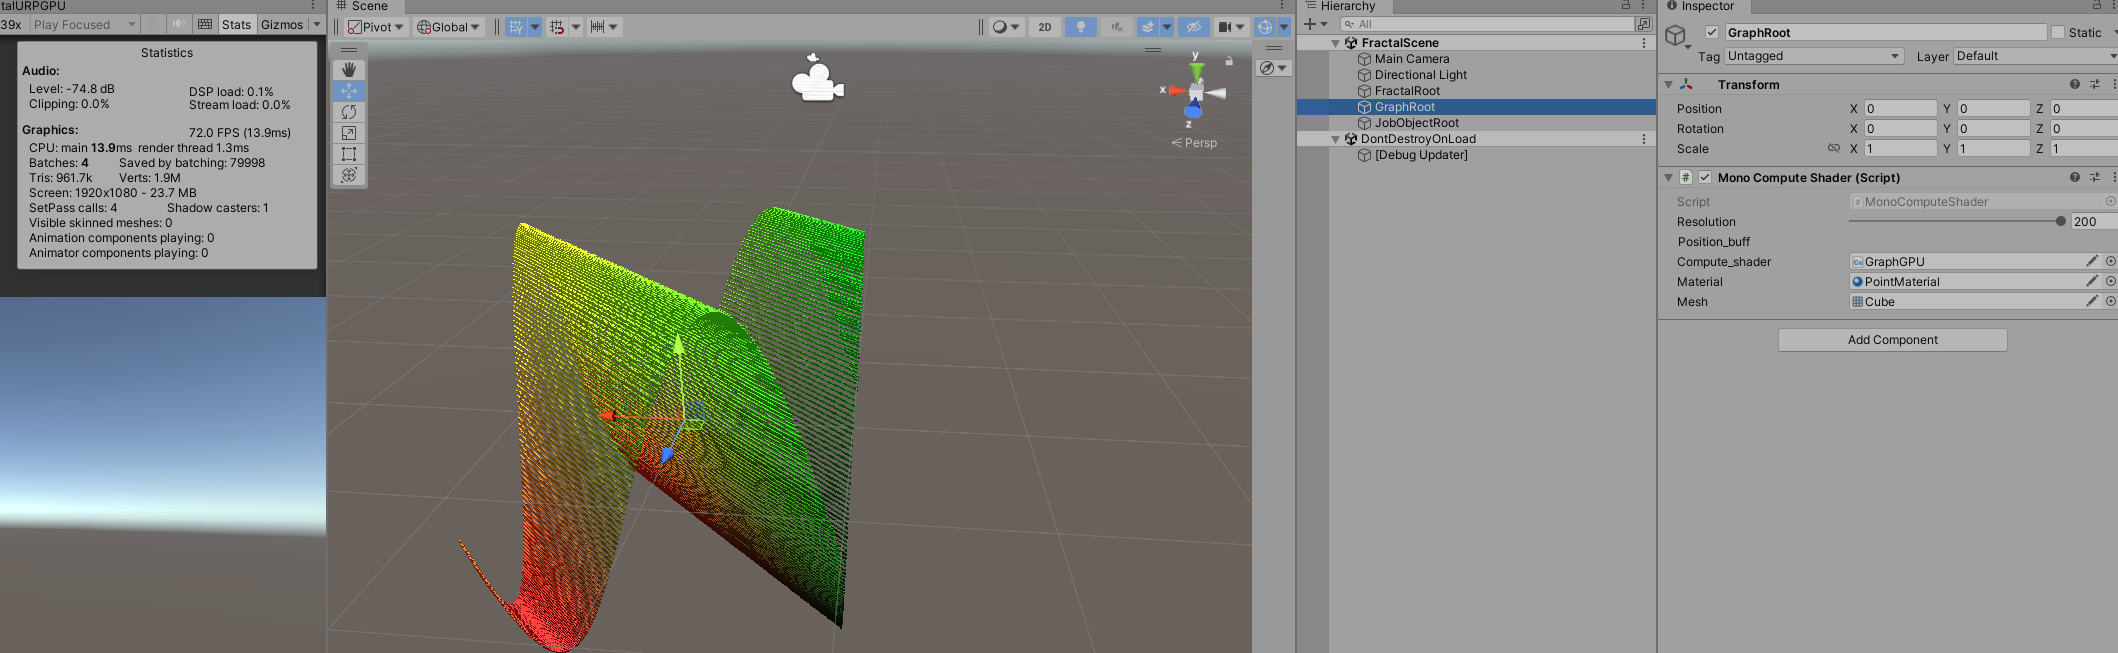 talURPGPU
39x Play Focused Stats Gizmos
Statistics
Audio:
Level: -74.8 dB DSP load: 0.1%
Clipping: 0.0% Stream load: 0.0%
Graphics: 72.0 FPS (13.9ms)
CPU: main 13.9ms render thread 1.3ms
Batches: 4 Saved by batching: 79998
Tris: 961.7k Verts: 1.9M
Screen: 1920x1080 - 23.7 MB
SetPass calls: 4 Shadow casters: 1
Visible skinned meshes: 0
Animation components playing: 0
Animator components playing: 0
Scene
Pivot Global 2D
y
x
z
Persp
Hierarchy
All
FractalScene
Main Camera
Directional Light
FractalRoot
GraphRoot
JobObjectRoot
DontDestroyOnLoad
[Debug Updater]
Inspector
GraphRoot Static
Tag Untagged Layer Default
Transform
Position X 0 Y 0 Z 0
Rotation X 0 Y 0 Z 0
Scale X 1 Y 1 Z 1
# Mono Compute Shader (Script)
Script MonoComputeShader
Resolution 200
Position_buff
Compute_shader GraphGPU
Material PointMaterial
Mesh Cube
Add Component